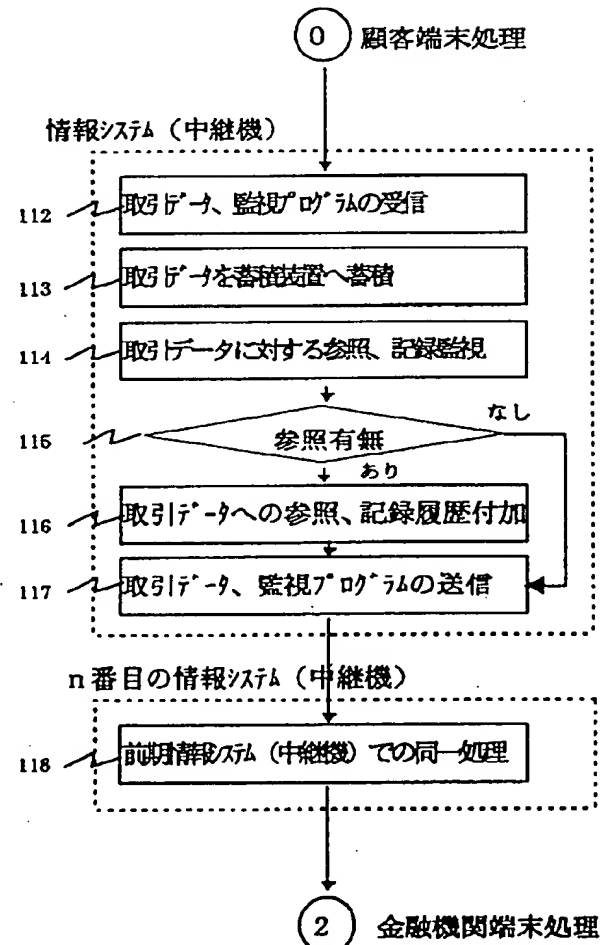 0 顧客端末処理
情報ｼｽﾃﾑ（中継機）
112 取引ﾃﾞｰﾀ、監視ﾌﾟﾛｸﾞﾗﾑの受信
113 取引ﾃﾞｰﾀを蓄積装置へ蓄積
114 取引データに対する参照、記録監視
なし
115 参照有無
あり
116 取引ﾃﾞｰﾀへの参照、記録履歴付加
117 取引ﾃﾞｰﾀ、監視ﾌﾟﾛｸﾞﾗﾑの送信
n番目の情報ｼｽﾃﾑ（中継機）
118 前期情報ｼｽﾃﾑ（中継機）での同一処理
2 金融機関端末処理